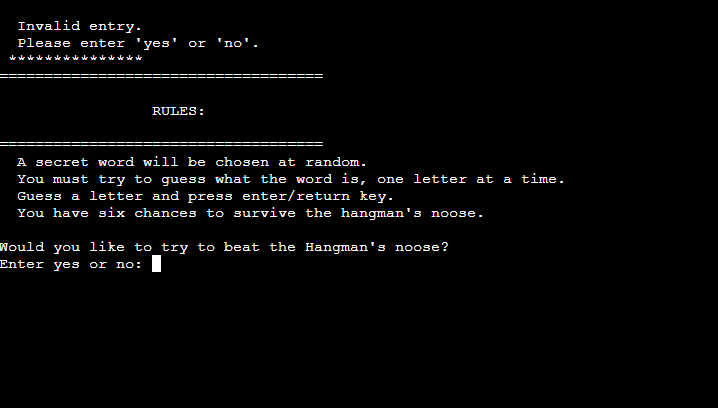 Invalid entry.
Please enter 'yes' or 'no'.
***************
====================================
RULES:
====================================
A secret word will be chosen at random.
You must try to guess what the word is, one letter at a time.
Guess a letter and press enter/return key.
You have six chances to survive the hangman's noose.
Would you like to try to beat the Hangman's noose?
Enter yes or no: